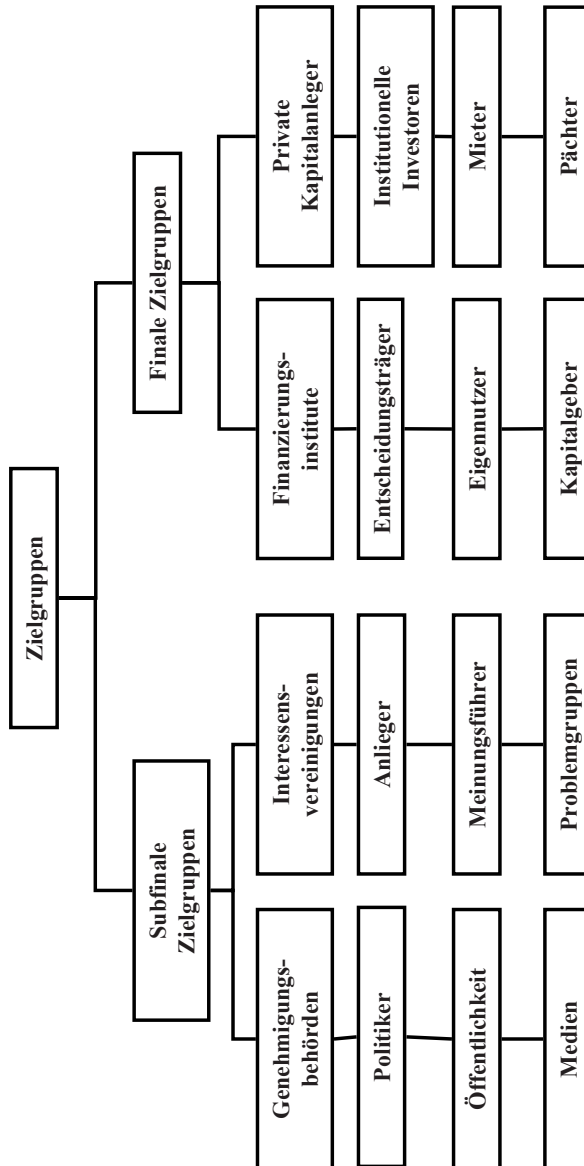 Zielgruppen
Subfinale
Zielgruppen
Finale Zielgruppen
Genehmigungs-
behörden
Interessens-
vereinigungen
Finanzierungs-
institute
Private
Kapitalanleger
Politiker
Anlieger
Entscheidungsträger
Institutionelle
Investoren
Öffentlichkeit
Meinungsführer
Eigennutzer
Mieter
Medien
Problemgruppen
Kapitalgeber
Pächter